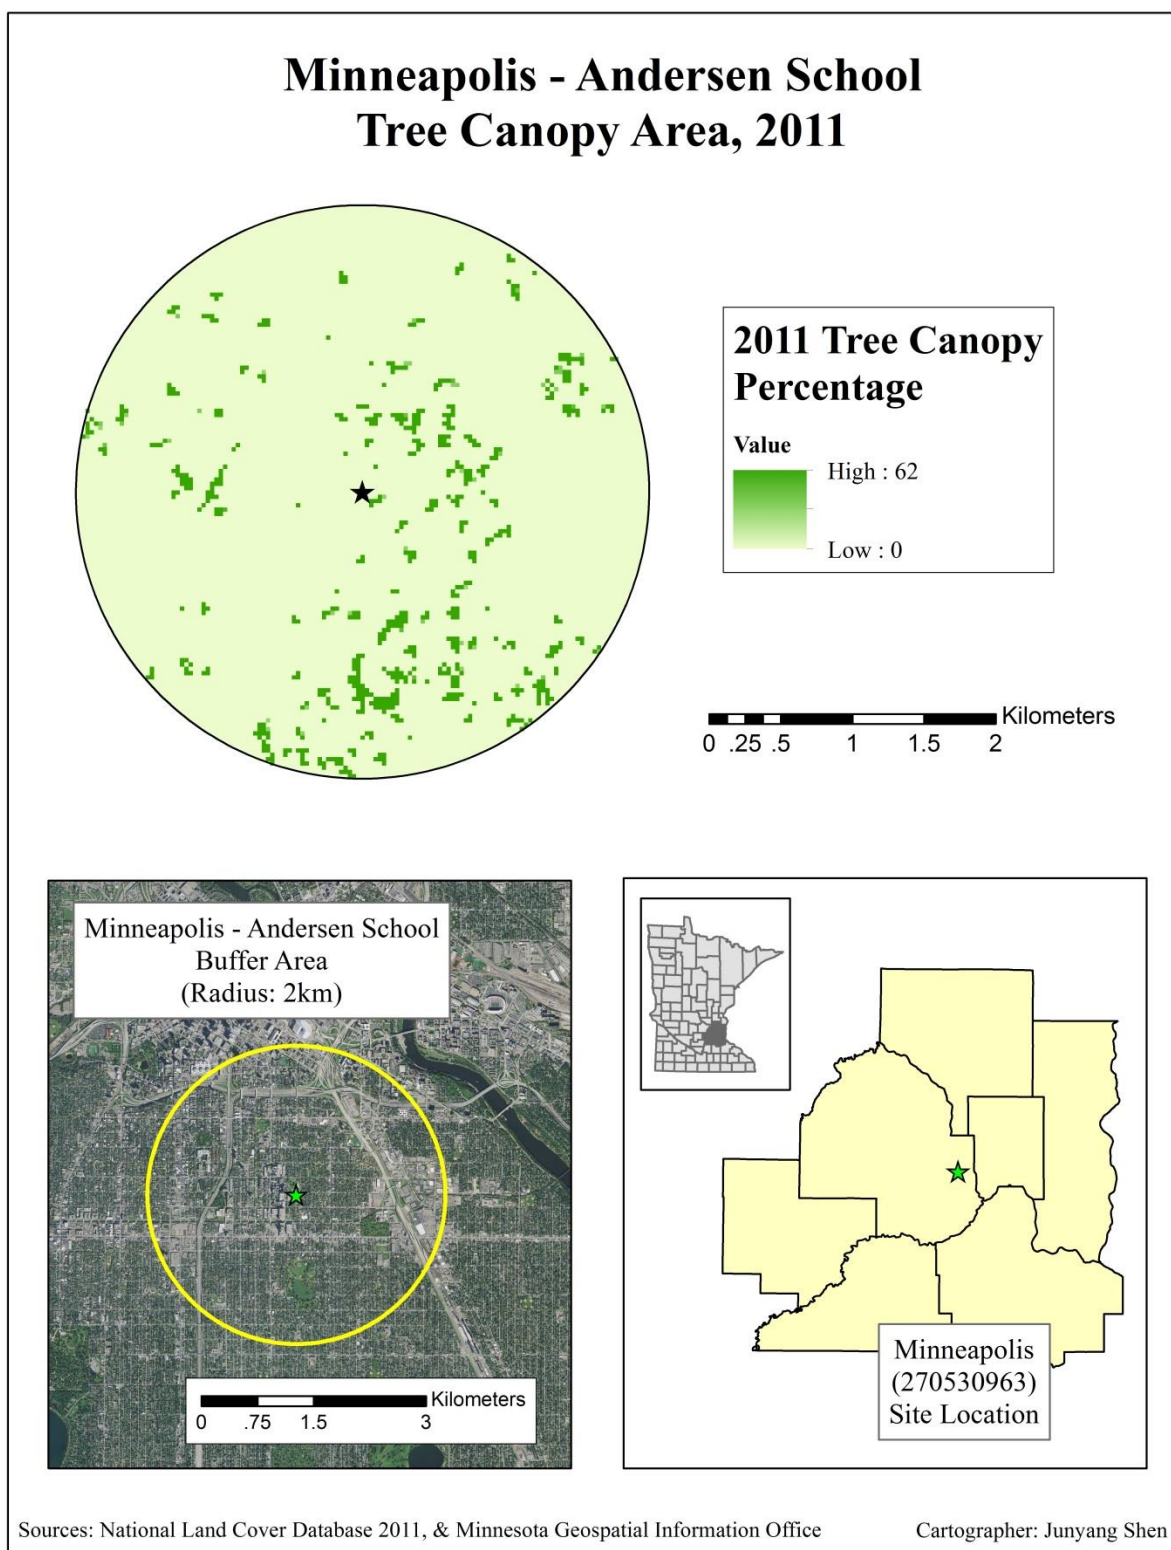 Minneapolis - Andersen School
Tree Canopy Area, 2011
2011 Tree Canopy
Percentage
Value
High : 62
Low : 0
Kilometers
0 .25 .5 1 1.5 2
Minneapolis - Andersen School
Buffer Area
(Radius: 2km)
Kilometers
0 .75 1.5 3
Minneapolis
(270530963)
Site Location
Sources: National Land Cover Database 2011, & Minnesota Geospatial Information Office
Cartographer: Junyang Shen